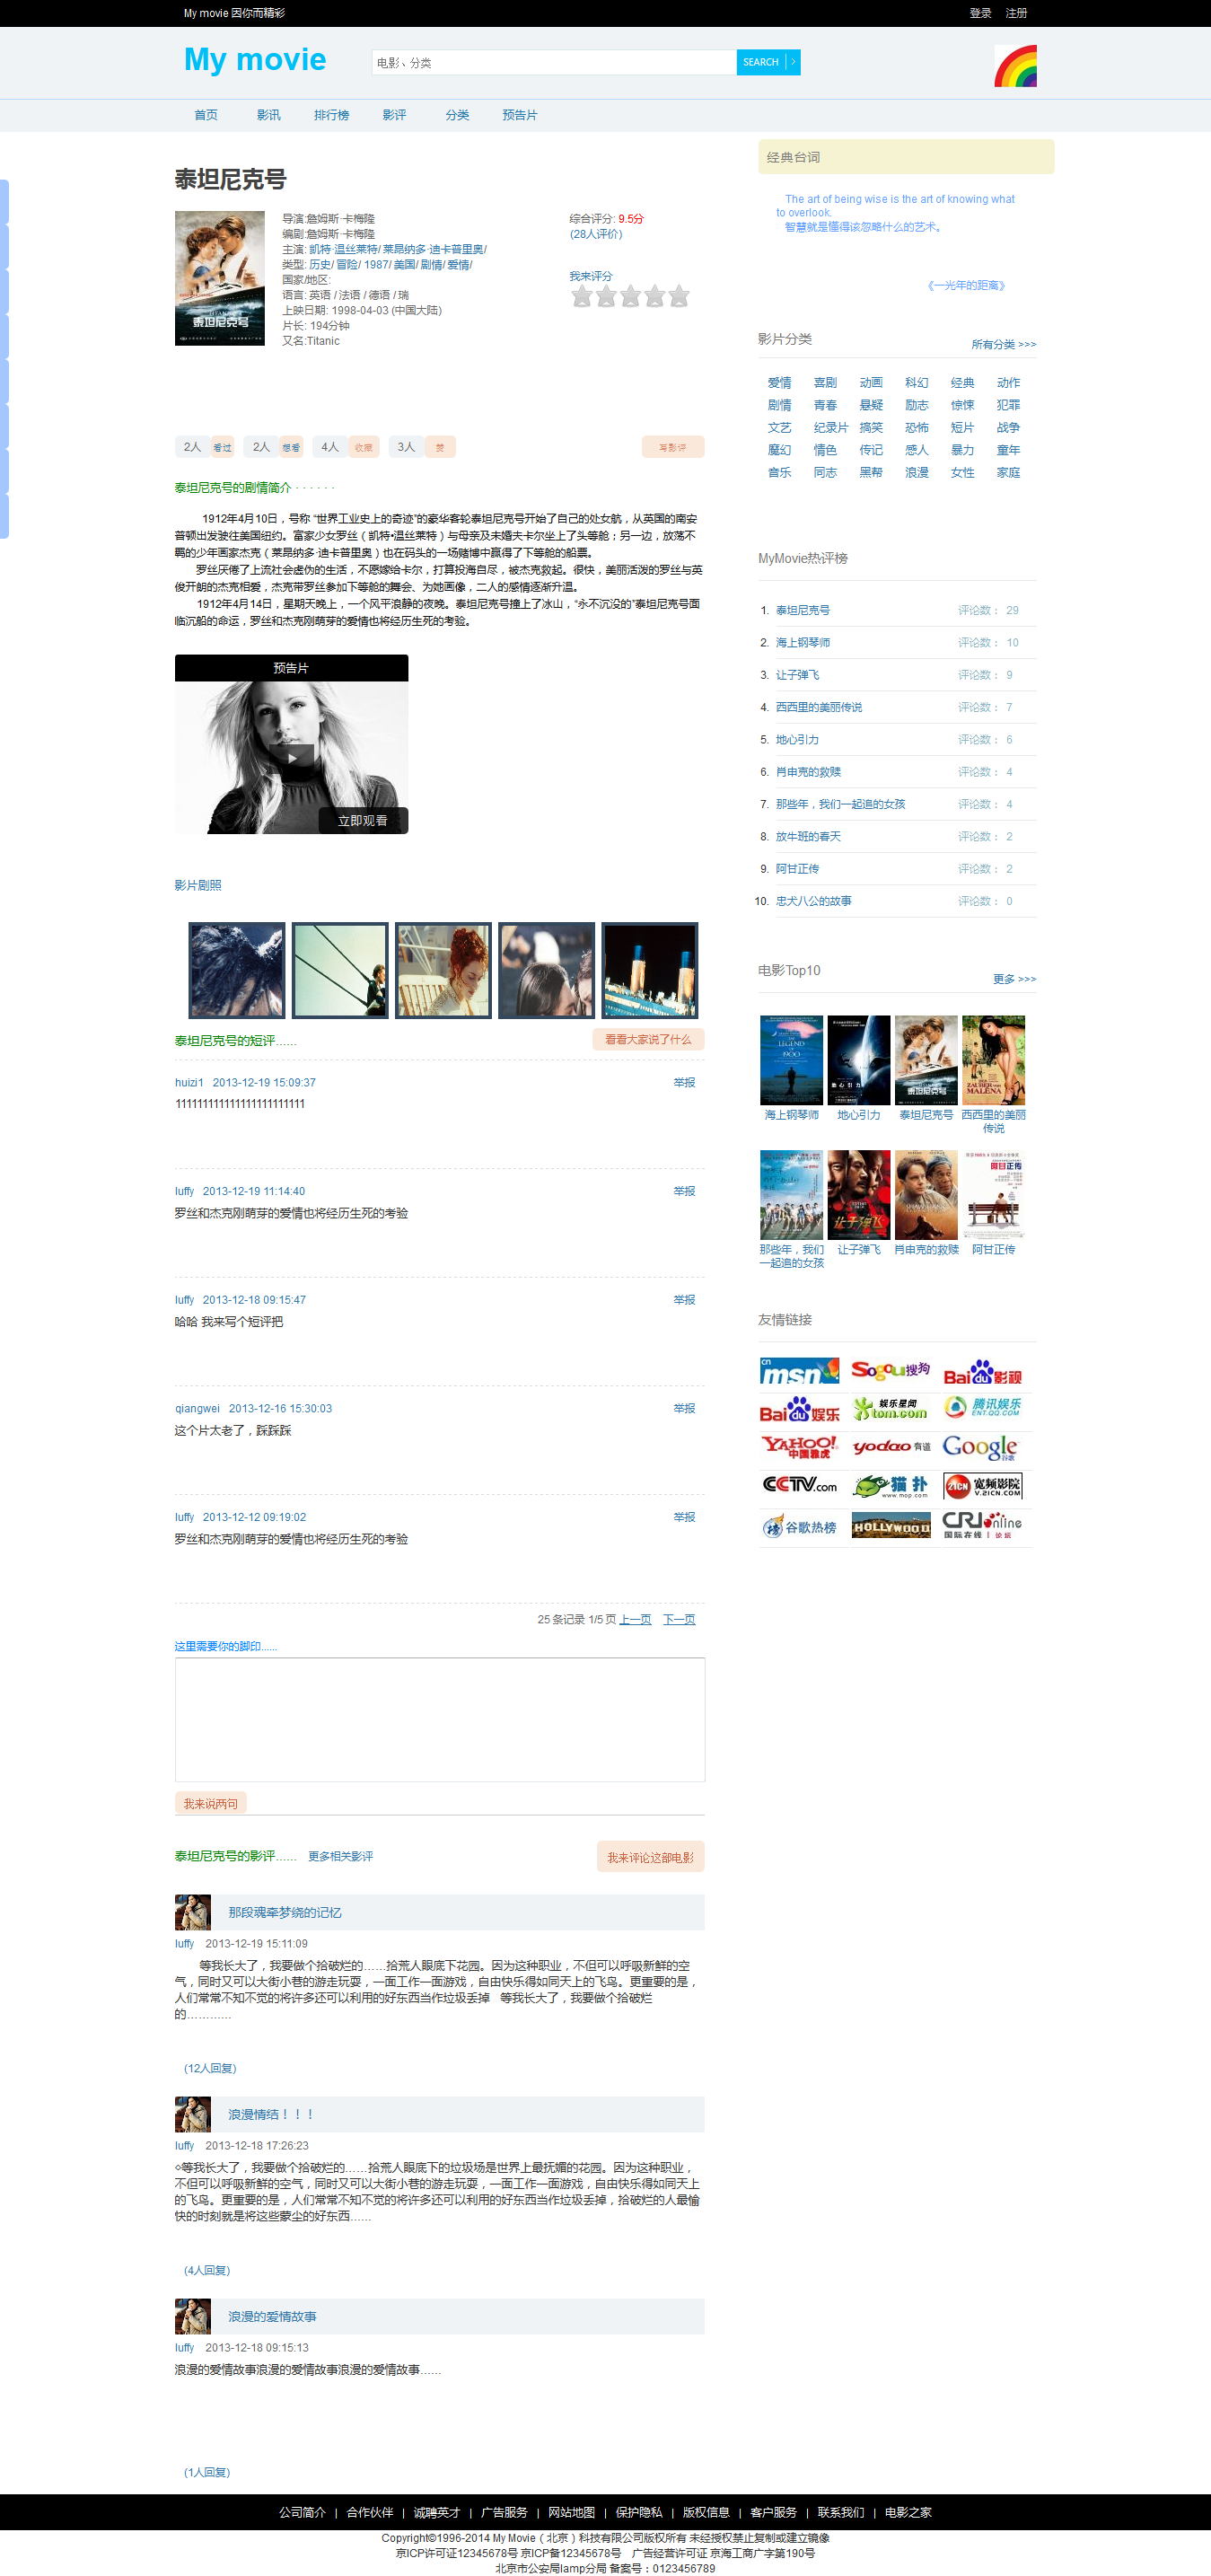 My movie 因你而精彩
登录 注册
My movie
电影、分类
SEARCH
首页 影讯 排行榜 影评 分类 预告片
泰坦尼克号
导演:詹姆斯·卡梅隆
编剧:詹姆斯·卡梅隆
主演: 凯特·温丝莱特/ 莱昂纳多·迪卡普里奥/
类型: 历史/ 冒险/ 1987/ 美国/ 剧情/ 爱情/
国家/地区:
语言: 英语 / 法语 / 德语 / 瑞
上映日期: 1998-04-03 (中国大陆)
片长: 194分钟
又名:Titanic
综合评分: 9.5分
(28人评价)
我来评分
泰坦尼克号
2人 看过 2人 想看 4人 收藏 3人 赞 写影评
泰坦尼克号的剧情简介 · · · · · ·
1912年4月10日，号称 “世界工业史上的奇迹”的豪华客轮泰坦尼克号开始了自己的处女航，从英国的南安
普顿出发驶往美国纽约。富家少女罗丝（凯特•温丝莱特）与母亲及未婚夫卡尔坐上了头等舱；另一边，放荡不
羁的少年画家杰克（莱昂纳多·迪卡普里奥）也在码头的一场赌博中赢得了下等舱的船票。
罗丝厌倦了上流社会虚伪的生活，不愿嫁给卡尔，打算投海自尽，被杰克救起。很快，美丽活泼的罗丝与英
俊开朗的杰克相爱，杰克带罗丝参加下等舱的舞会、为她画像，二人的感情逐渐升温。
1912年4月14日，星期天晚上，一个风平浪静的夜晚。泰坦尼克号撞上了冰山，“永不沉没的”泰坦尼克号面
临沉船的命运，罗丝和杰克刚萌芽的爱情也将经历生死的考验。
预告片
立即观看
影片剧照
泰坦尼克号的短评......
看看大家说了什么
huizi1 2013-12-19 15:09:37 举报
111111111111111111111111
luffy 2013-12-19 11:14:40 举报
罗丝和杰克刚萌芽的爱情也将经历生死的考验
luffy 2013-12-18 09:15:47 举报
哈哈 我来写个短评把
qiangwei 2013-12-16 15:30:03 举报
这个片太老了，踩踩踩
luffy 2013-12-12 09:19:02 举报
罗丝和杰克刚萌芽的爱情也将经历生死的考验
25 条记录 1/5 页 上一页 下一页
这里需要你的脚印......
我来说两句
泰坦尼克号的影评...... 更多相关影评
我来评论这部电影
那段魂牵梦绕的记忆
luffy 2013-12-19 15:11:09
等我长大了，我要做个拾破烂的……拾荒人眼底下花园。因为这种职业，不但可以呼吸新鲜的空
气，同时又可以大街小巷的游走玩耍，一面工作一面游戏，自由快乐得如同天上的飞鸟。更重要的是，
人们常常不知不觉的将许多还可以利用的好东西当作垃圾丢掉 等我长大了，我要做个拾破烂
的…………
(12人回复)
浪漫情结！！！
luffy 2013-12-18 17:26:23
◇等我长大了，我要做个拾破烂的……拾荒人眼底下的垃圾场是世界上最抚媚的花园。因为这种职业，
不但可以呼吸新鲜的空气，同时又可以大街小巷的游走玩耍，一面工作一面游戏，自由快乐得如同天上
的飞鸟。更重要的是，人们常常不知不觉的将许多还可以利用的好东西当作垃圾丢掉，拾破烂的人最愉
快的时刻就是将这些蒙尘的好东西......
(4人回复)
浪漫的爱情故事
luffy 2013-12-18 09:15:13
浪漫的爱情故事浪漫的爱情故事浪漫的爱情故事......
(1人回复)
经典台词
The art of being wise is the art of knowing what
to overlook.
智慧就是懂得该忽略什么的艺术。
《一光年的距离》
影片分类
所有分类 >>>
爱情 喜剧 动画 科幻 经典 动作
剧情 青春 悬疑 励志 惊悚 犯罪
文艺 纪录片 搞笑 恐怖 短片 战争
魔幻 情色 传记 感人 暴力 童年
音乐 同志 黑帮 浪漫 女性 家庭
MyMovie热评榜
1. 泰坦尼克号 评论数： 29
2. 海上钢琴师 评论数： 10
3. 让子弹飞 评论数： 9
4. 西西里的美丽传说 评论数： 7
5. 地心引力 评论数： 6
6. 肖申克的救赎 评论数： 4
7. 那些年，我们一起追的女孩 评论数： 4
8. 放牛班的春天 评论数： 2
9. 阿甘正传 评论数： 2
10. 忠犬八公的故事 评论数： 0
电影Top10
更多 >>>
THE LEGEND OF 1900
地心引力
泰坦尼克号
DER ZAUBER VON MALÈNA
海上钢琴师 地心引力 泰坦尼克号 西西里的美丽
传说
让子弹飞
阿甘正传
那些年，我们 让子弹飞 肖申克的救赎 阿甘正传
一起追的女孩
友情链接
cn msn Sogou搜狗 Baidu影视
Baidu娱乐 娱乐星闻 tom.com 腾讯娱乐 ENT.QQ.COM
YAHOO! 中国雅虎 yodao 有道 Google 谷歌
CCTV.com 猫扑 www.mop.com 21CN 宽频影院 V.21CN.COM
榜 谷歌热榜 HOLLYWOOD CRI online 国际在线 | 论坛
公司简介 | 合作伙伴 | 诚聘英才 | 广告服务 | 网站地图 | 保护隐私 | 版权信息 | 客户服务 | 联系我们 | 电影之家
Copyright©1996-2014 My Movie（北京）科技有限公司版权所有 未经授权禁止复制或建立镜像
京ICP许可证12345678号 京ICP备12345678号 广告经营许可证 京海工商广字第190号
北京市公安局lamp分局 备案号：0123456789